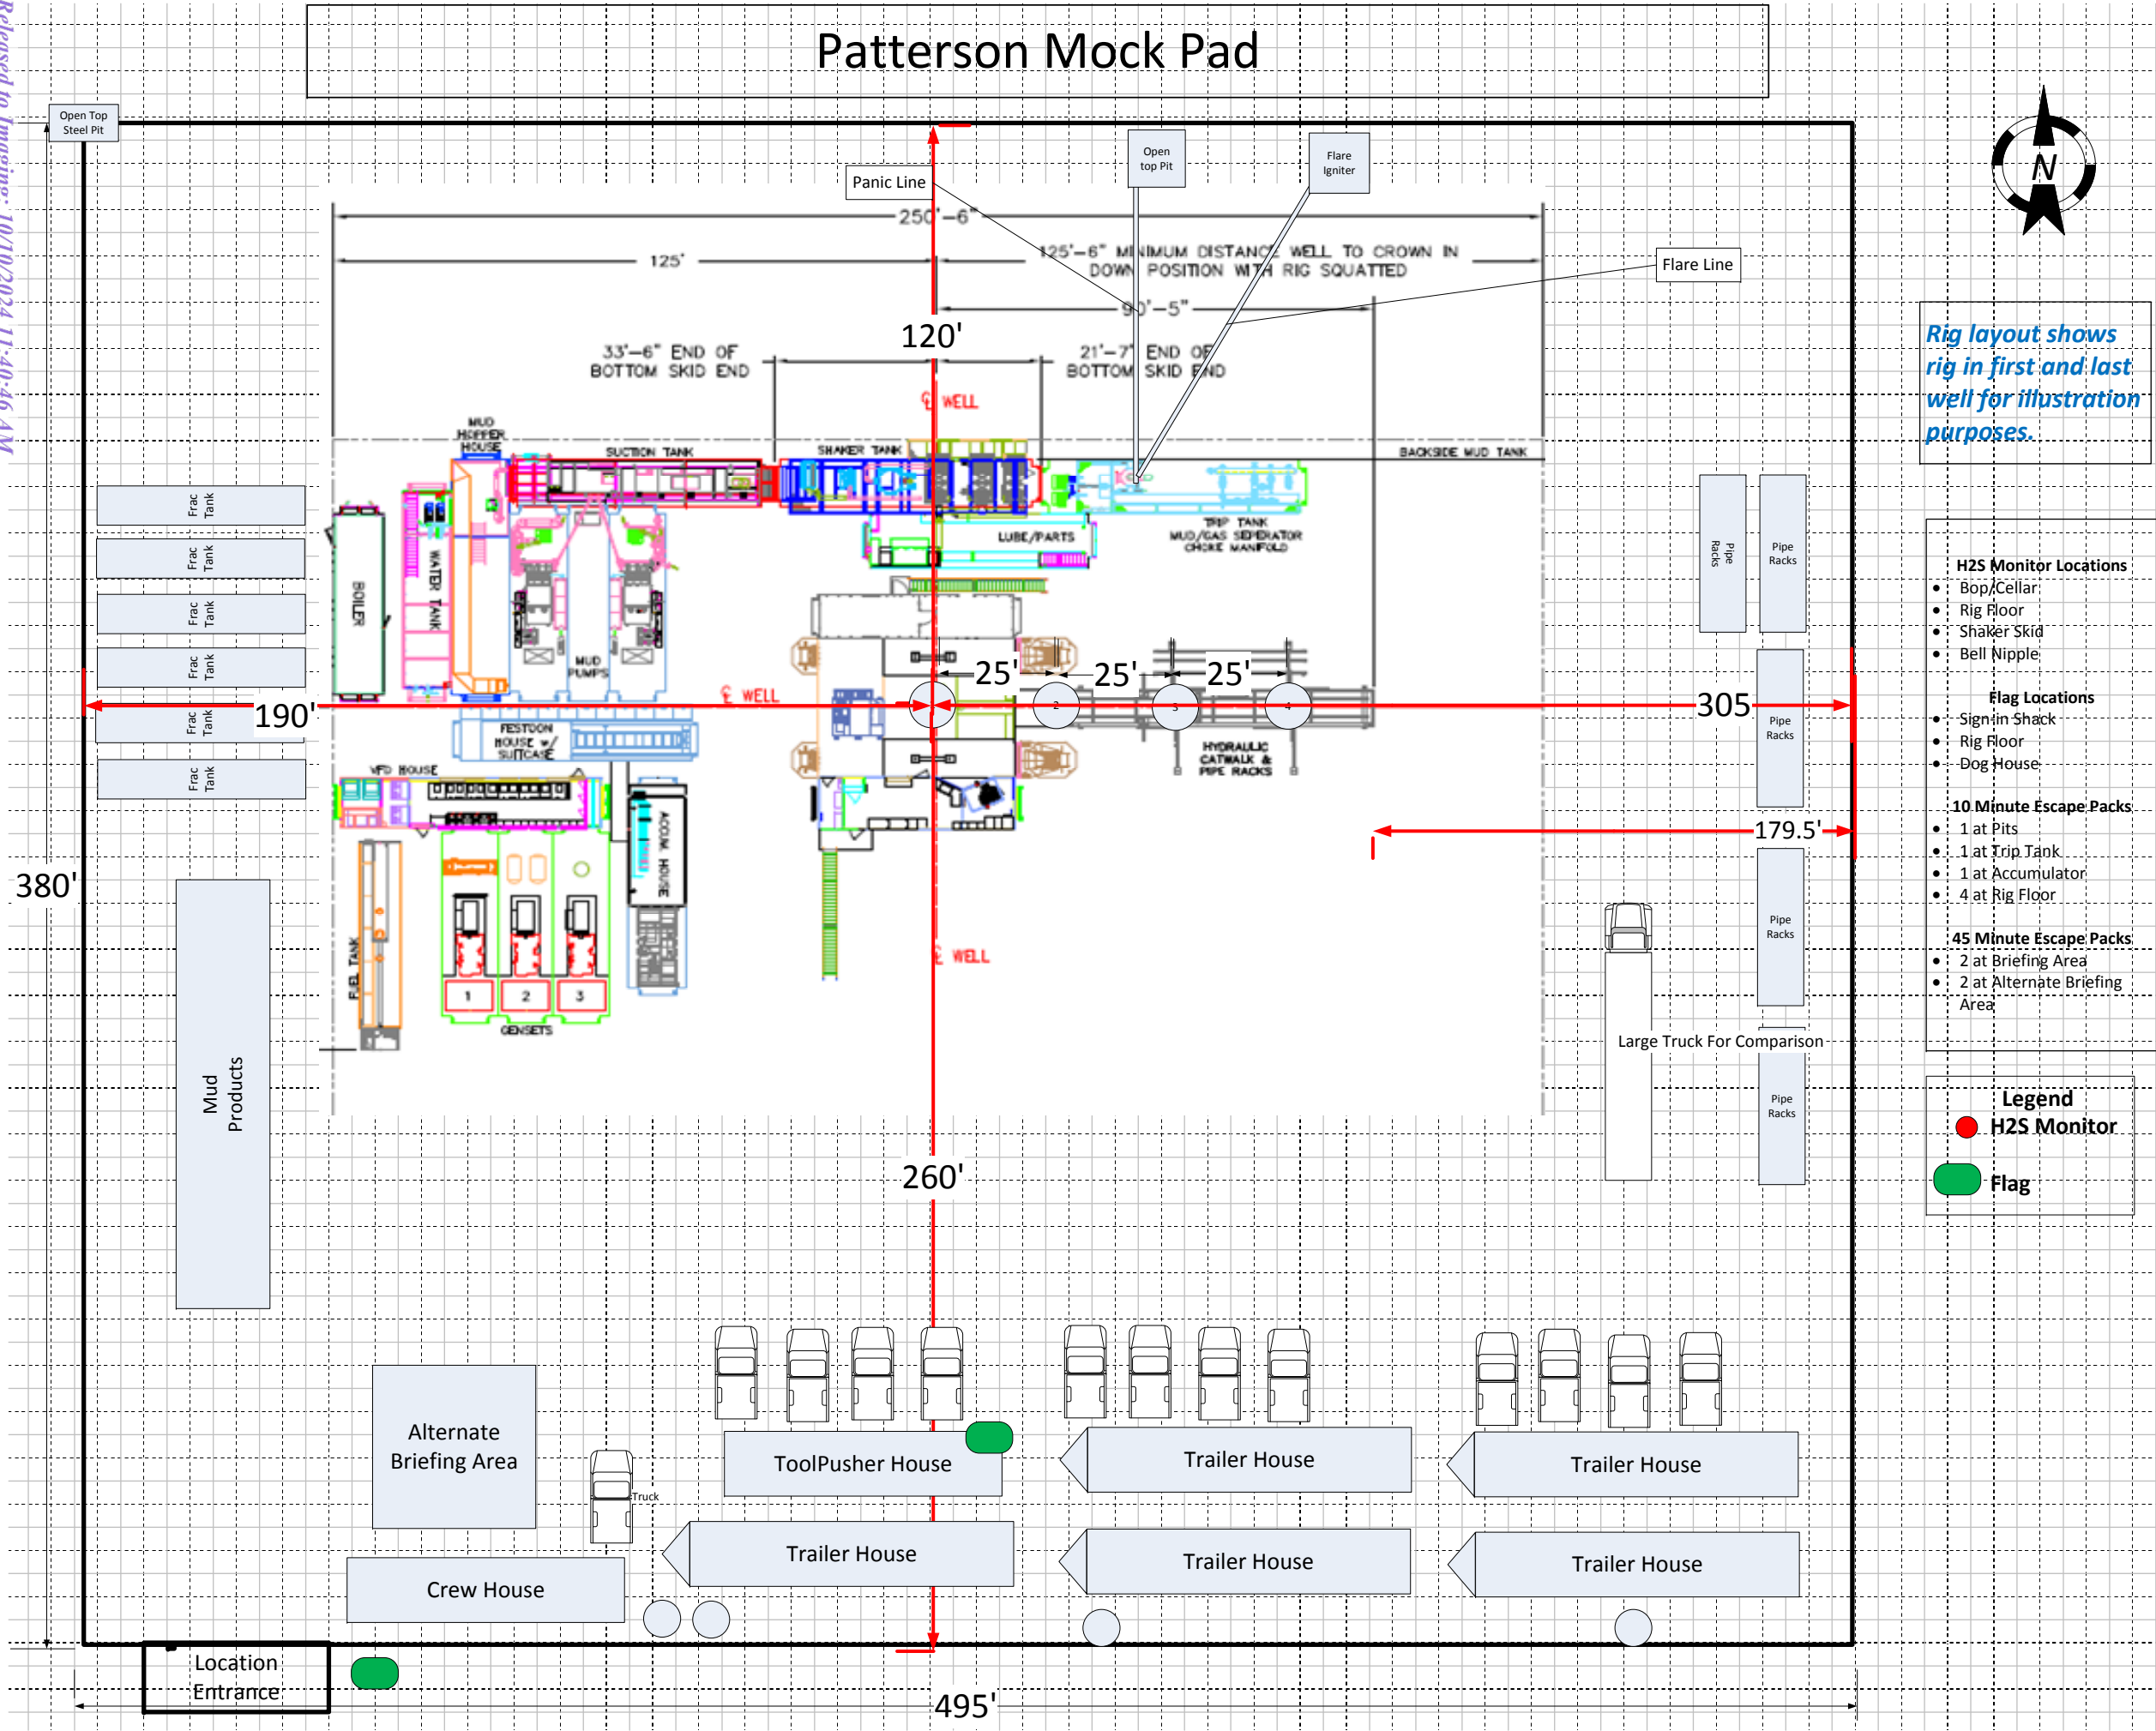 Released to Imaging: 10/10/2024 11:40:46 AM
Patterson Mock Pad
Open Top
Steel Pit
Panic Line
Open
top Pit
Flare
Igniter
Flare Line
N
250'-6"
125'
125'-6" MINIMUM DISTANCE WELL TO CROWN IN
DOWN POSITION WITH RIG SQUATTED
90'-5"
120'
33'-6" END OF
BOTTOM SKID END
21'-7" END OF
BOTTOM SKID END
℄ WELL
Rig layout shows
rig in first and last
well for illustration
purposes.
MUD
HOPPER
HOUSE
SUCTION TANK
SHAKER TANK
BACKSIDE MUD TANK
Frac
Tank
Frac
Tank
Frac
Tank
Frac
Tank
Frac
Tank
Frac
Tank
BOILER
WATER TANK
MUD
PUMPS
LUBE/PARTS
TRIP TANK
MUD/GAS SEPERATOR
CHOKE MANIFOLD
Pipe
Racks
Pipe
Racks
25'
25'
25'
2
3
4
℄ WELL
190'
305
Pipe
Racks
FESTOON
HOUSE w/
SUITCASE
HYDRAULIC
CATWALK &
PIPE RACKS
VFD HOUSE
ACCUM. HOUSE
179.5'
380'
FUEL TANK
1
2
3
GENSETS
℄ WELL
Pipe
Racks
Large Truck For Comparison
Pipe
Racks
Mud
Products
260'
H2S Monitor Locations
• Bop/Cellar
• Rig Floor
• Shaker Skid
• Bell Nipple
Flag Locations
• Sign in Shack
• Rig Floor
• Dog House
10 Minute Escape Packs
• 1 at Pits
• 1 at Trip Tank
• 1 at Accumulator
• 4 at Rig Floor
45 Minute Escape Packs
• 2 at Briefing Area
• 2 at Alternate Briefing
Area
Legend
H2S Monitor
Flag
Alternate
Briefing Area
Truck
ToolPusher House
Trailer House
Trailer House
Crew House
Trailer House
Trailer House
Trailer House
Location
Entrance
495'